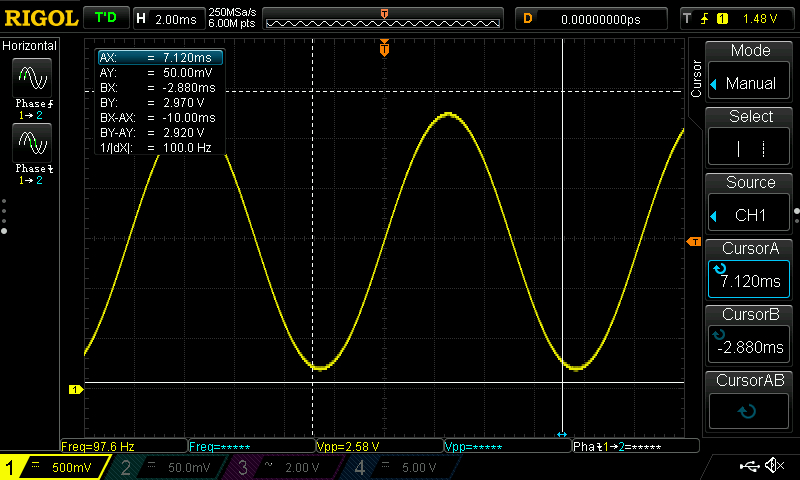 RIGOL T'D H 2.00ms 250MSa/s 6.00M pts D 0.00000000ps T 1 1.48 V
Horizontal
Phase
1→2
Phase
1→2
AX: = 7.120ms
AY: = 50.00mV
BX: = -2.880ms
BY: = 2.970 V
BX-AX: = -10.00ms
BY-AY: = 2.920 V
1/|dX|: = 100.0 Hz
T
T
T
1
Cursor
Mode
Manual
Select
Source
CH1
CursorA
7.120ms
CursorB
-2.880ms
CursorAB
Freq=97.6 Hz Freq=***** Vpp=2.58 V Vpp=***** Pha1→2=*****
1 500mV 2 50.0mV 3 2.00 V 4 5.00 V